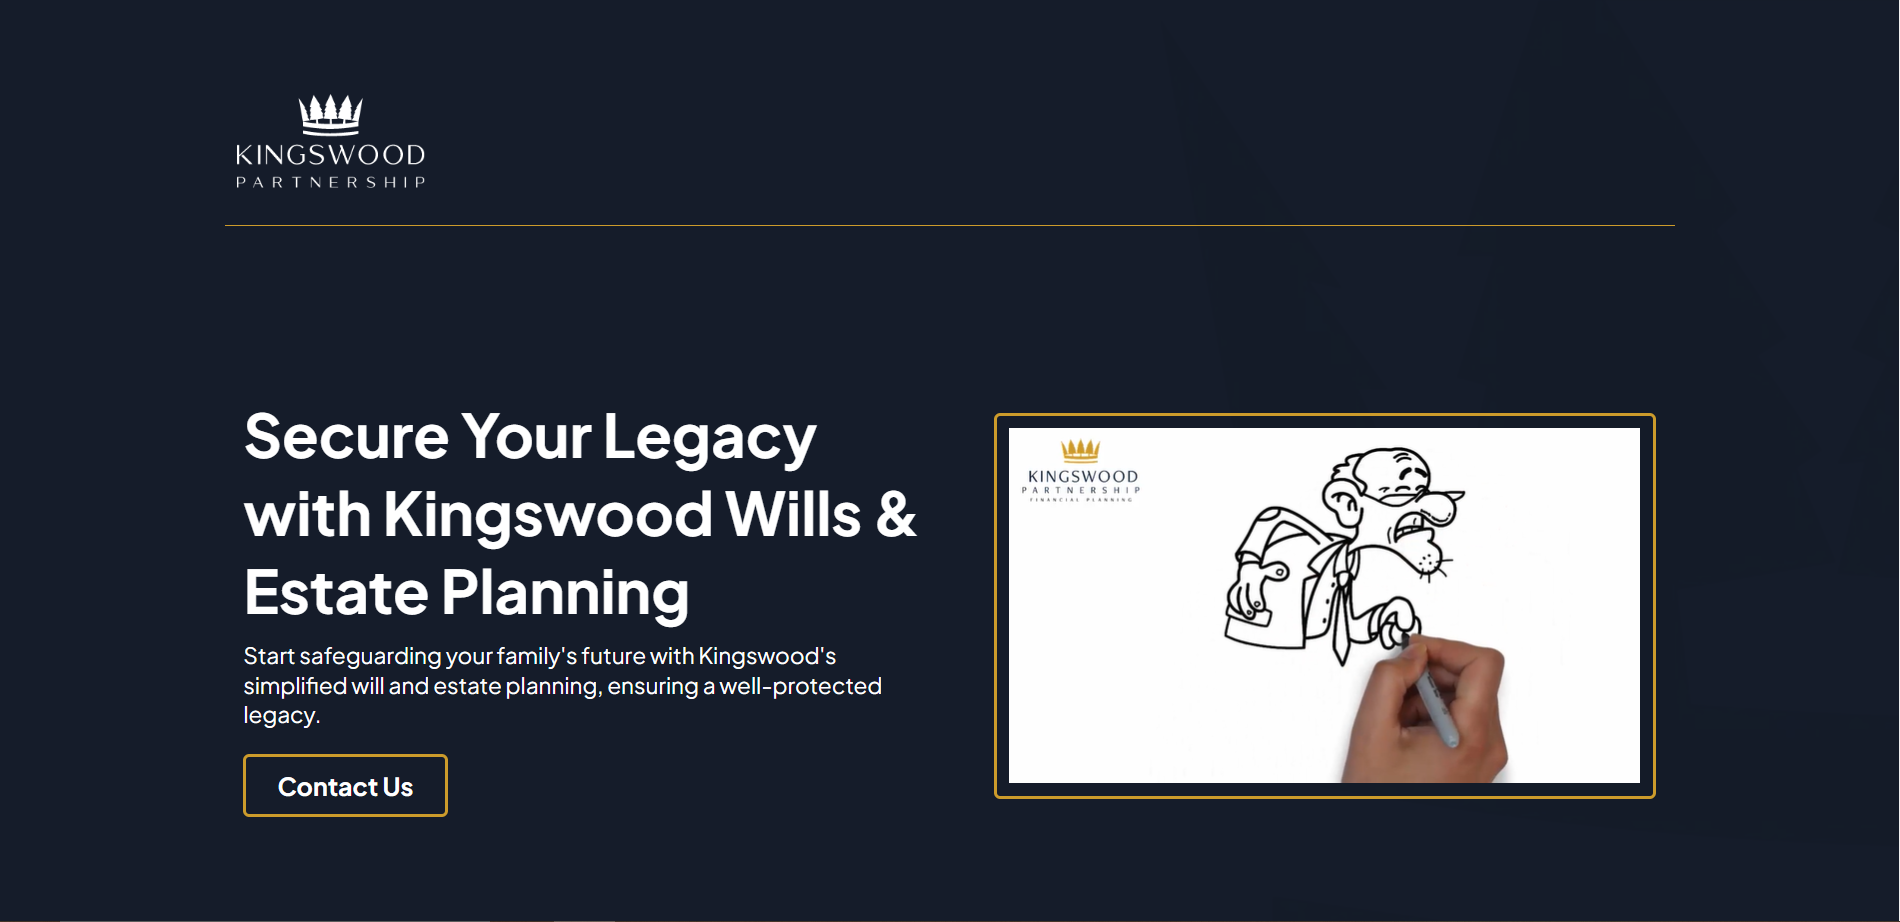 KINGSWOOD
PARTNERSHIP
Secure Your Legacy
with Kingswood Wills &
Estate Planning
Start safeguarding your family's future with Kingswood's
simplified will and estate planning, ensuring a well-protected
legacy.
Contact Us
KINGSWOOD
PARTNERSHIP
FINANCIAL PLANNING